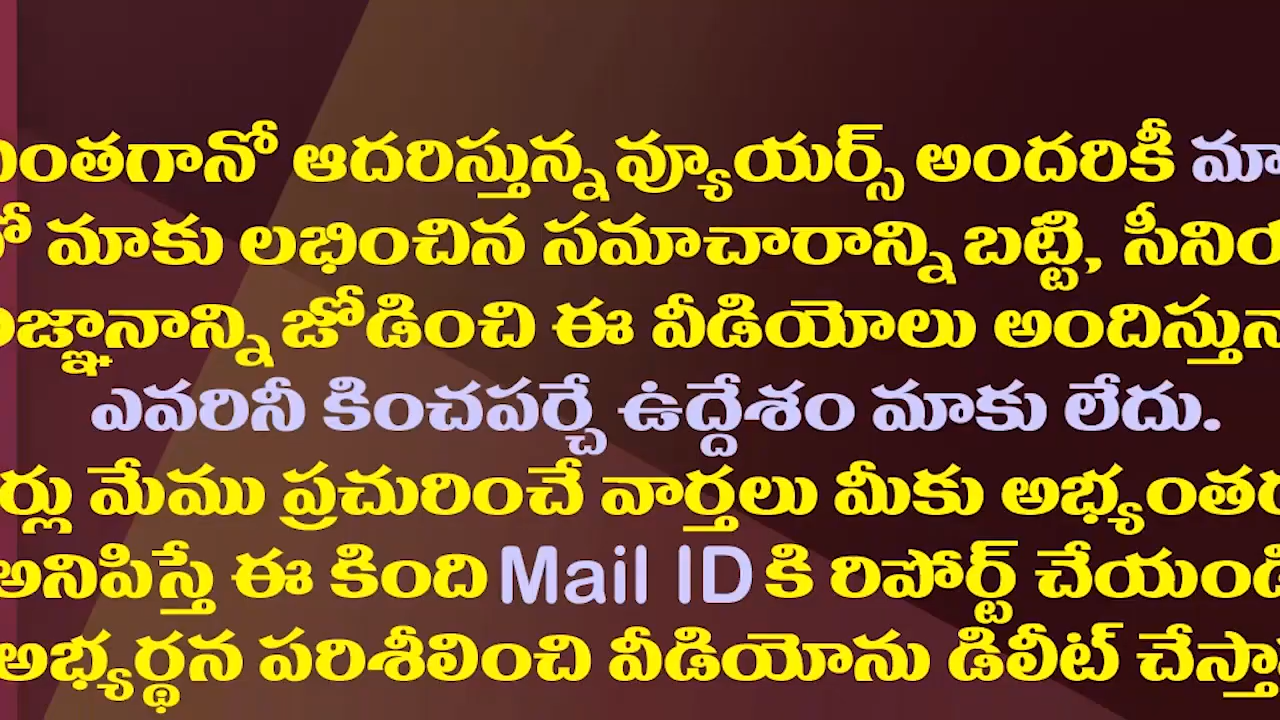 ఎంతగానో ఆదరిస్తున్న వ్యూయర్స్ అందరికీ మా
మాకు లభించిన సమాచారాన్ని బట్టి, సీనియ
జోడించి ఈ వీడియోలు అందిస్తున
ఎవరినీ కించపర్చే ఉద్దేశం మాకు లేదు.
ర్లు మేము ప్రచురించే వార్తలు మీకు అభ్యంతర
అనిపిస్తే ఈ కింది Mail ID కి రిపోర్ట్ చేయండి
అభ్యర్థన పరిశీలించి వీడియోను డిలీట్ చేస్తా